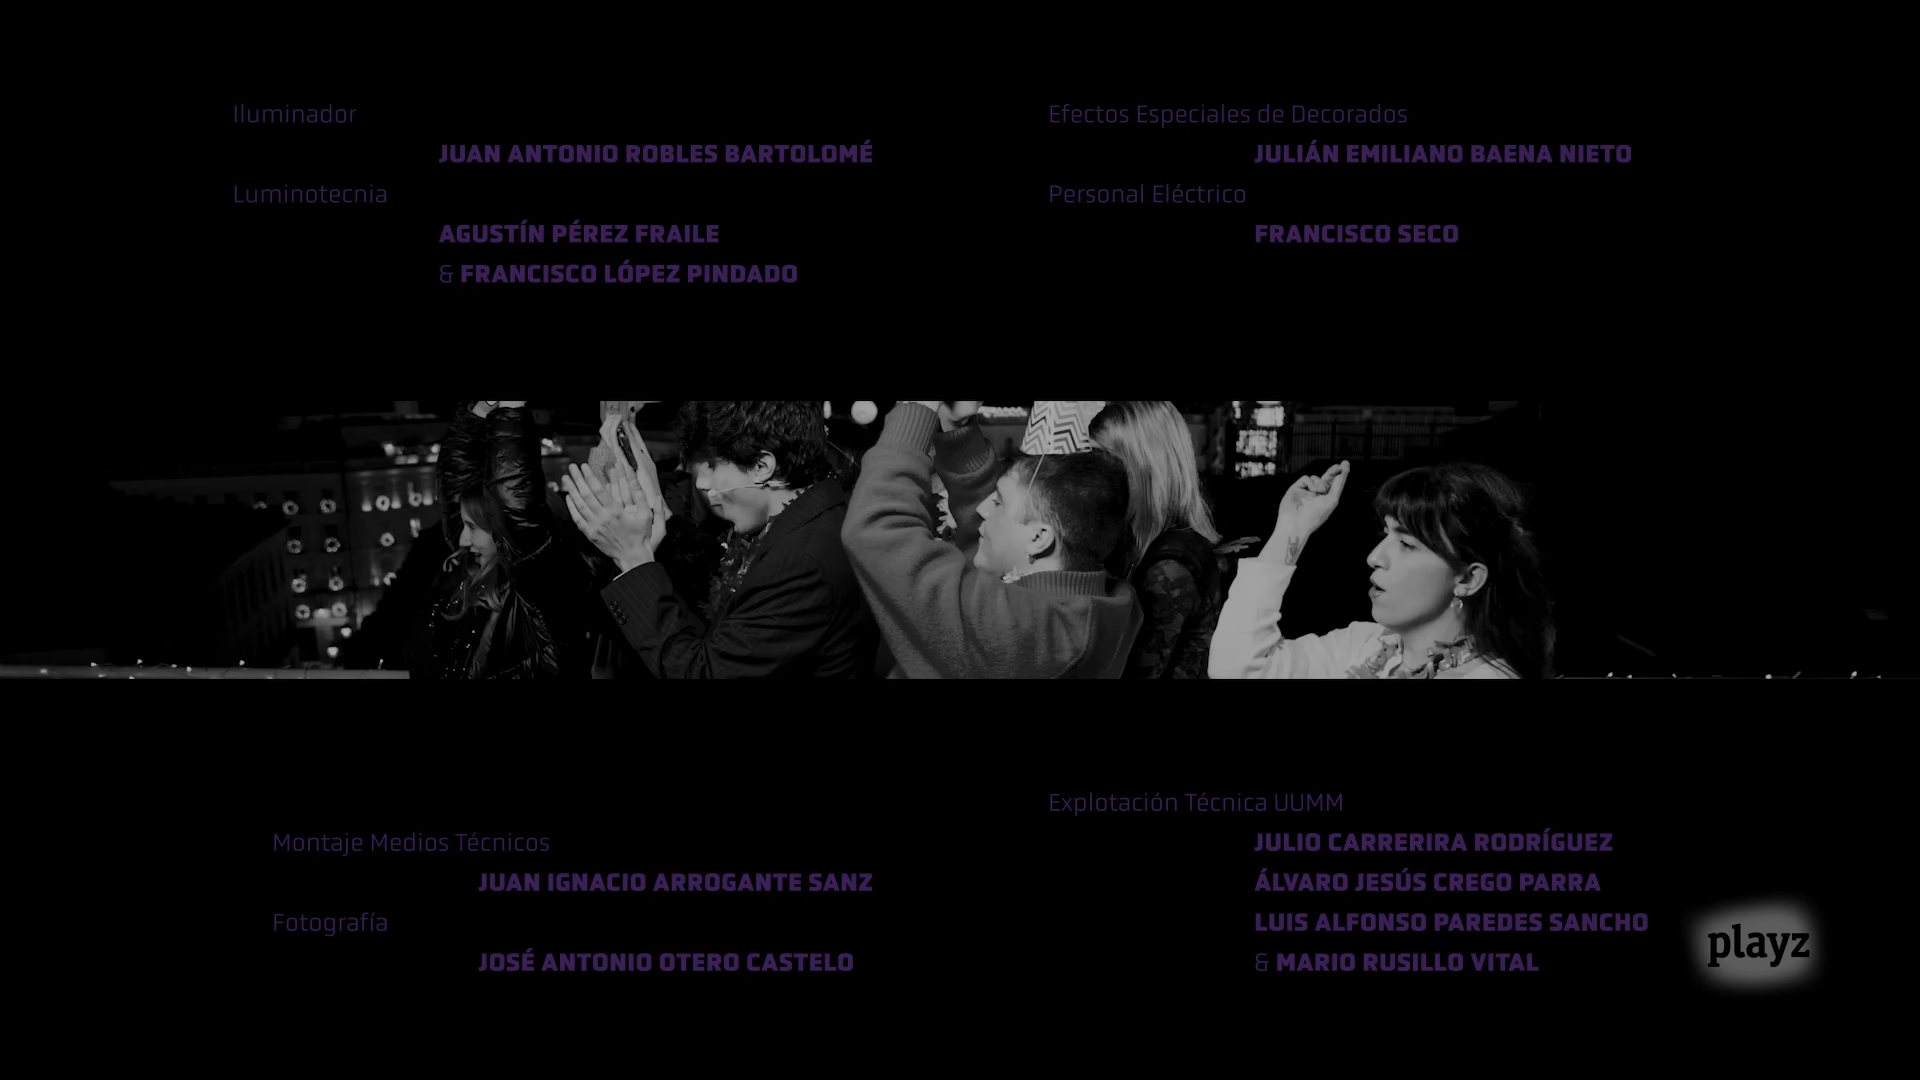 Iluminador
JUAN ANTONIO ROBLES BARTOLOMÉ
Luminotecnia
AGUSTÍN PÉREZ FRAILE
& FRANCISCO LÓPEZ PINDADO
Efectos Especiales de Decorados
JULIÁN EMILIANO BAENA NIETO
Personal Eléctrico
FRANCISCO SECO
Montaje Medios Técnicos
JUAN IGNACIO ARROGANTE SANZ
Fotografía
JOSÉ ANTONIO OTERO CASTELO
Explotación Técnica UUMM
JULIO CARRERIRA RODRÍGUEZ
ÁLVARO JESÚS CREGO PARRA
LUIS ALFONSO PAREDES SANCHO
& MARIO RUSILLO VITAL
playz